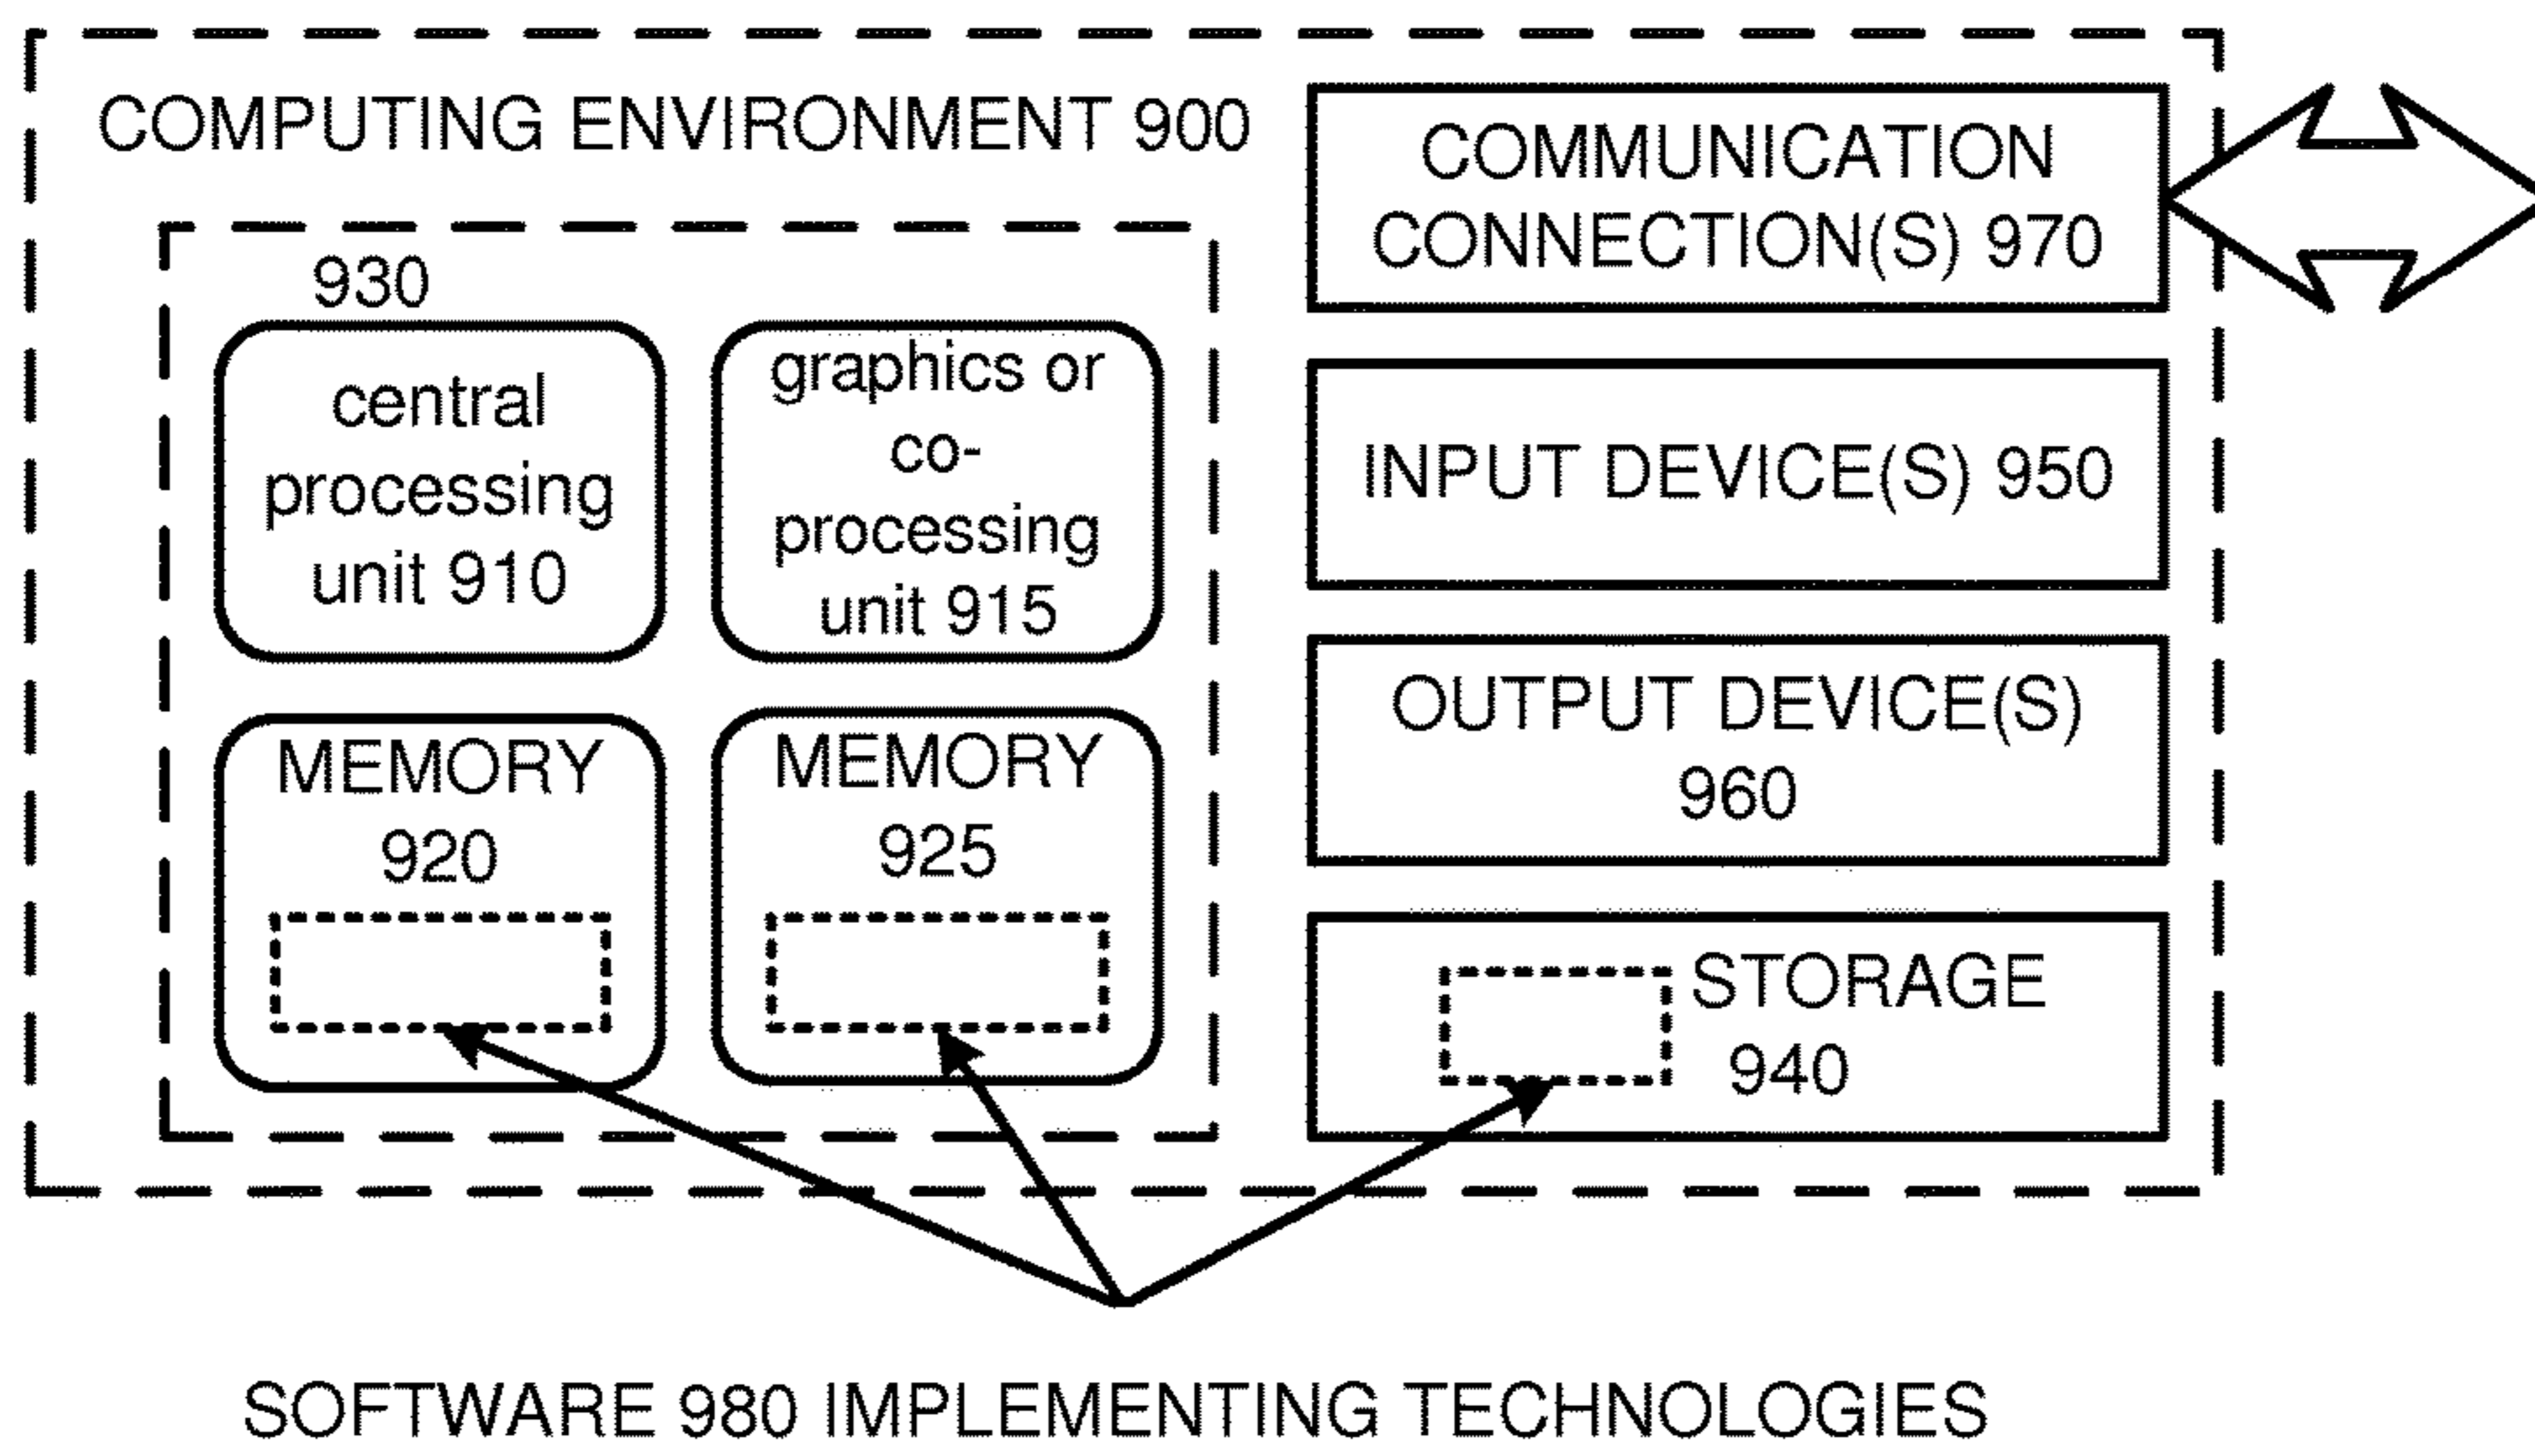 COMPUTING ENVIRONMENT 900
930
central
processing
unit 910
graphics or
co-
processing
unit 915
MEMORY
920
MEMORY
925
COMMUNICATION
CONNECTION(S) 970
INPUT DEVICE(S) 950
OUTPUT DEVICE(S)
960
STORAGE
940
SOFTWARE 980 IMPLEMENTING TECHNOLOGIES